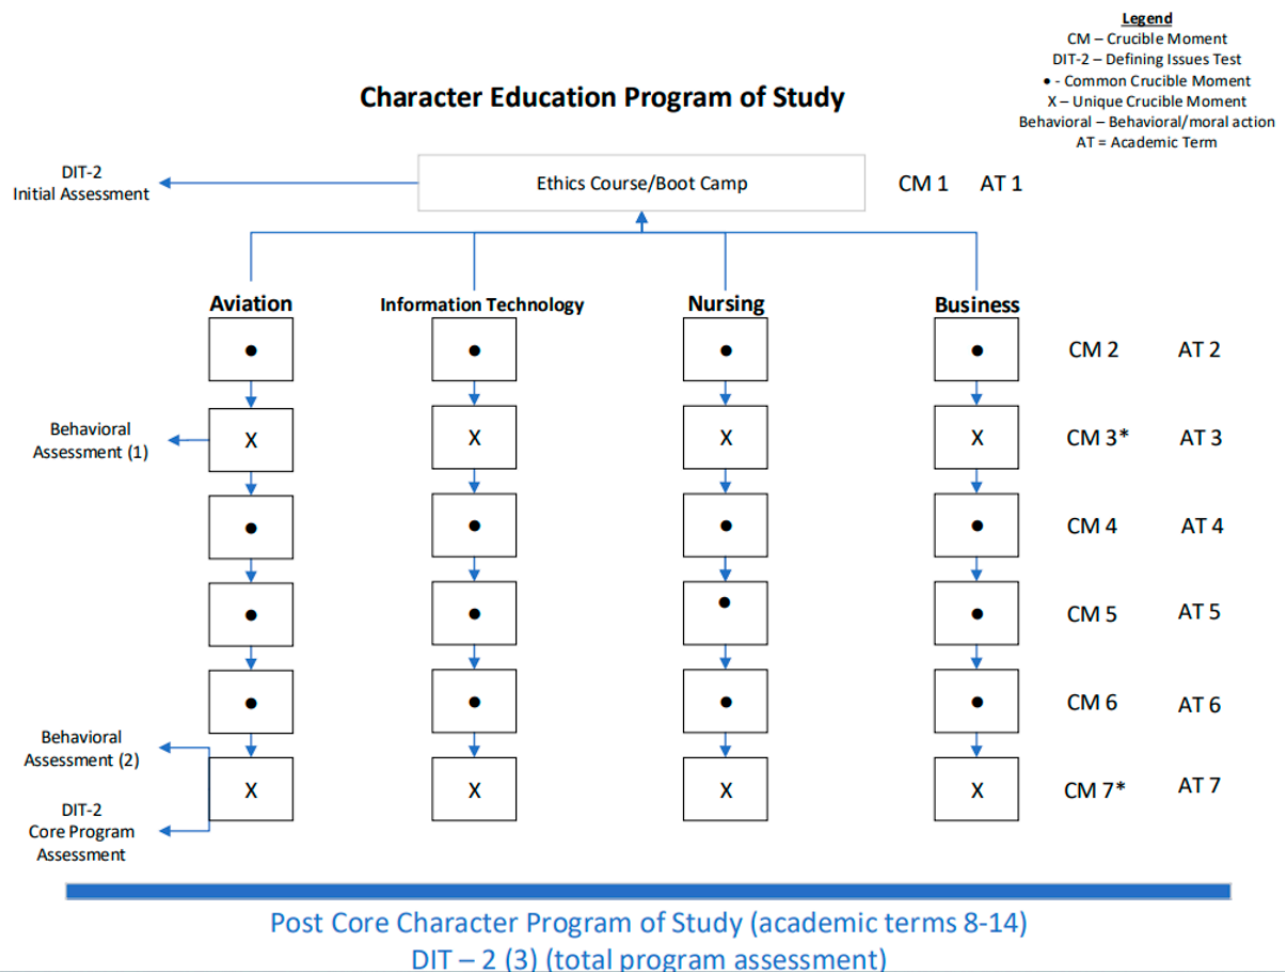 Legend
CM – Crucible Moment
DIT-2 – Defining Issues Test
● - Common Crucible Moment
X – Unique Crucible Moment
Behavioral – Behavioral/moral action
AT = Academic Term
Character Education Program of Study
DIT-2
Initial Assessment
Ethics Course/Boot Camp
CM 1 AT 1
Aviation Information Technology Nursing Business
● ● ● ● CM 2 AT 2
Behavioral
Assessment (1)
X X X X CM 3* AT 3
● ● ● ● CM 4 AT 4
● ● ● ● CM 5 AT 5
● ● ● ● CM 6 AT 6
Behavioral
Assessment (2)
X X X X CM 7* AT 7
DIT-2
Core Program
Assessment
Post Core Character Program of Study (academic terms 8-14)
DIT – 2 (3) (total program assessment)